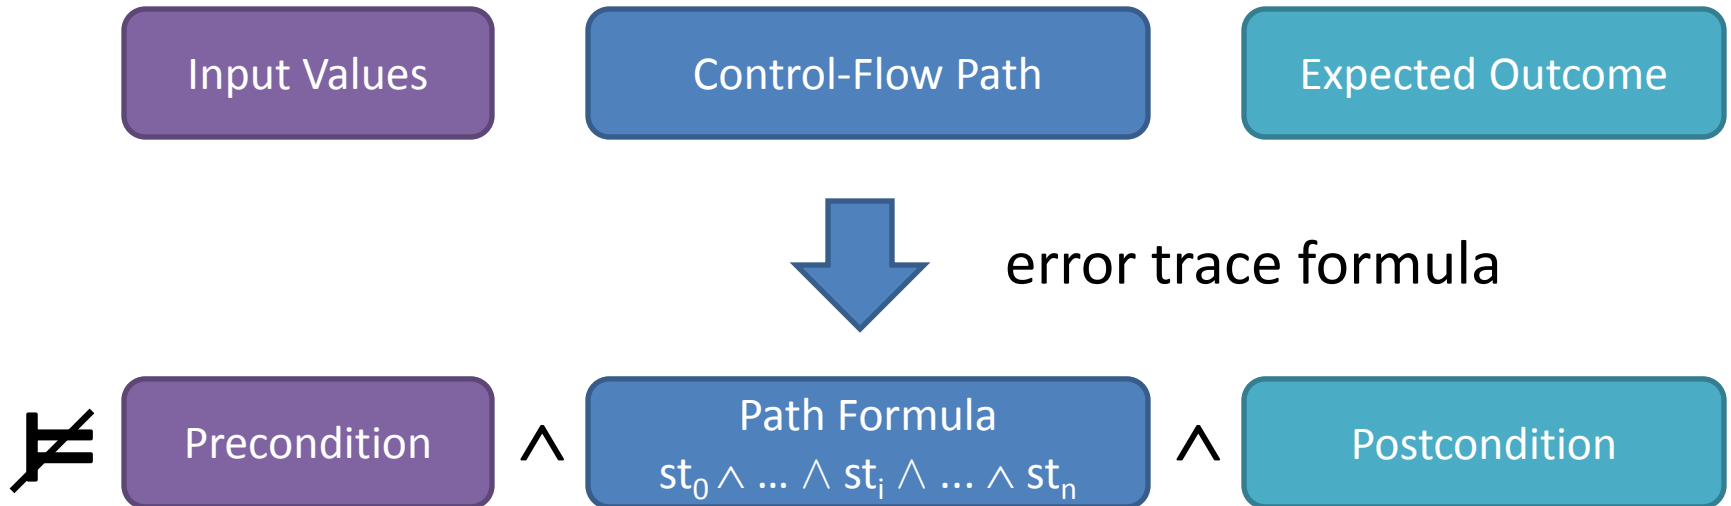 Input Values
Control-Flow Path
Expected Outcome
error trace formula
⊭ Precondition ∧ Path Formula ∧ Postcondition
st₀ ∧ ... ∧ stᵢ ∧ ... ∧ stₙ